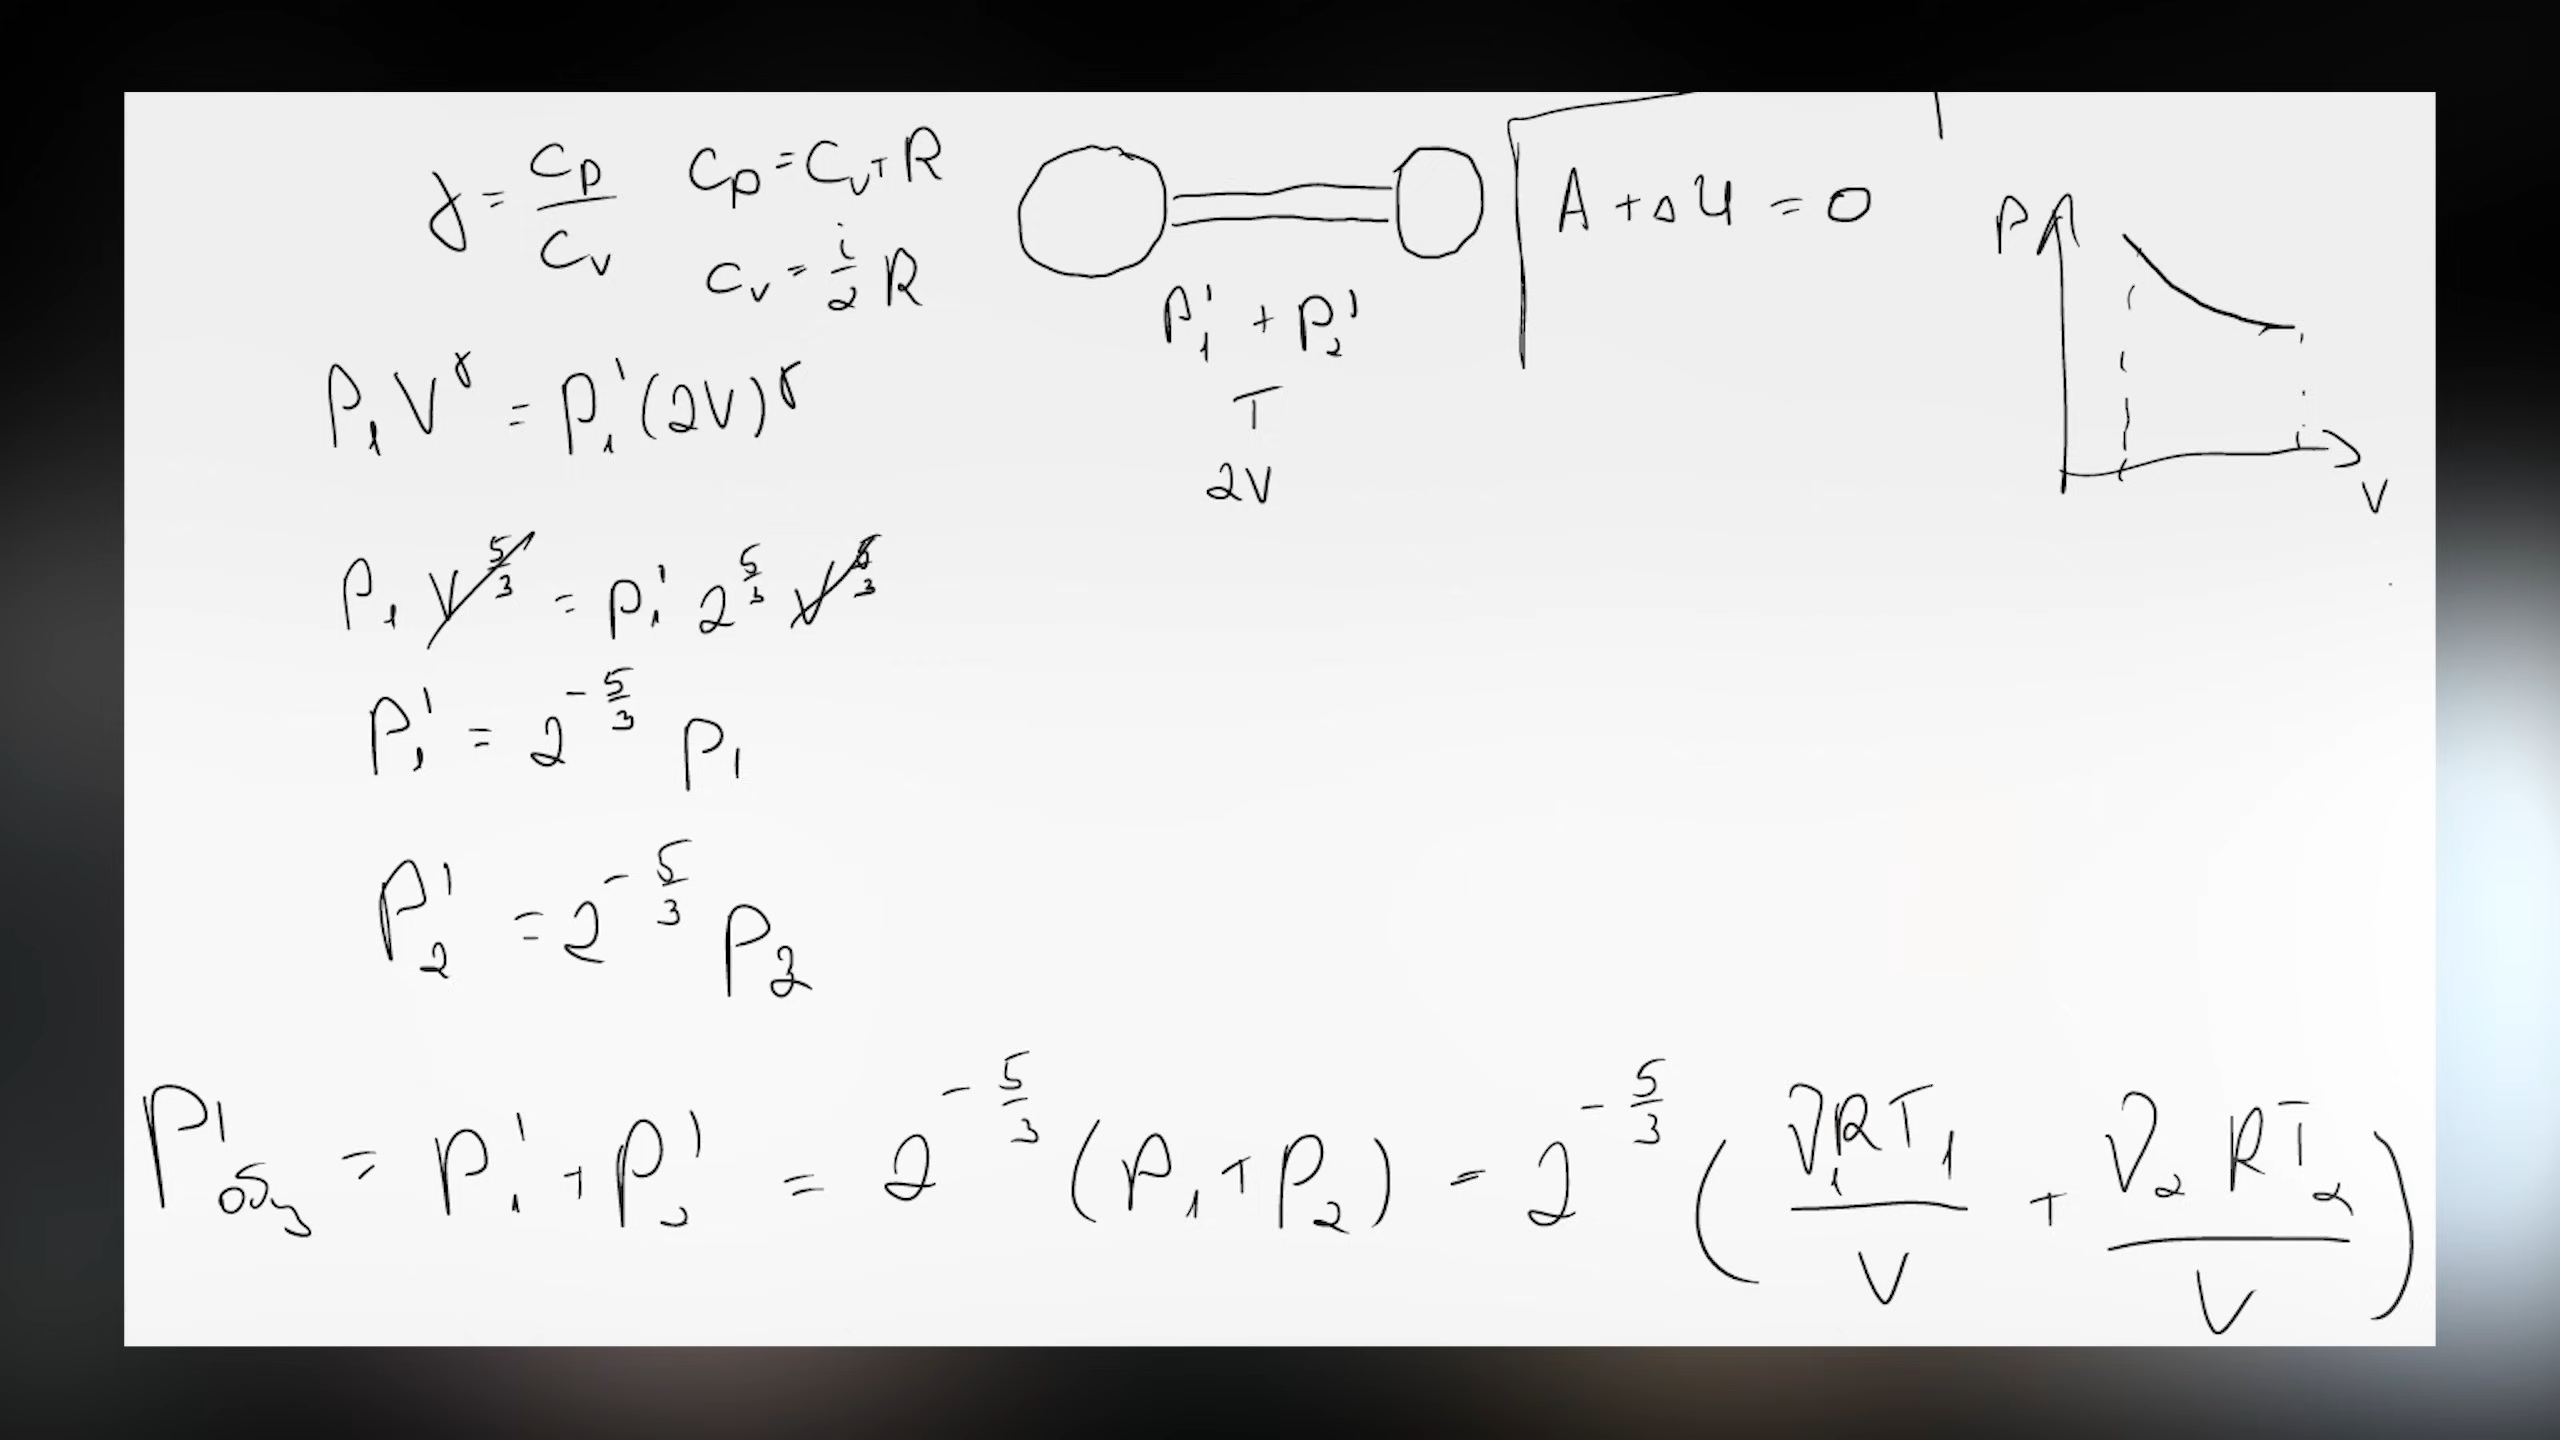 γ = Cp/Cv   Cp = Cv + R
Cv = i/2 R
P₁V^γ = P₁'(2V)^γ
P₁ V^(5/3) = P₁' 2^(5/3) V^(5/3)
P₁' = 2^(-5/3) P₁
P₂' = 2^(-5/3) P₂
P₁' + P₂'
T
2V
A + ΔU = 0
P
V
P'общ = P₁' + P₂' = 2^(-5/3) (P₁ + P₂) = 2^(-5/3) (ν₁RT₁/V + ν₂RT₂/V)